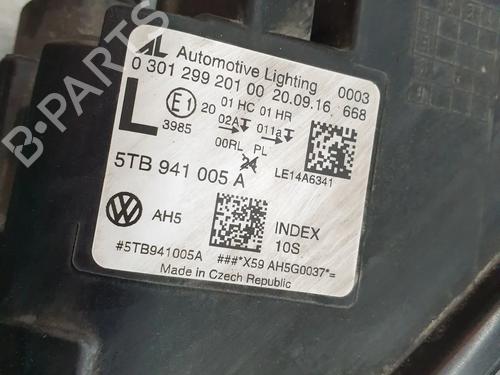 AL Automotive Lighting 0003
0 301 299 201 00 20.09.16 668
L E1 20 01 HC 01 HR
3985 02A 011a
00RL PL
24
LE14A6341
5TB 941 005 A
VW AH5 INDEX
10S
#5TB941005A ###*X59 AH5G0037*=
Made in Czech Republic
B-PARTS